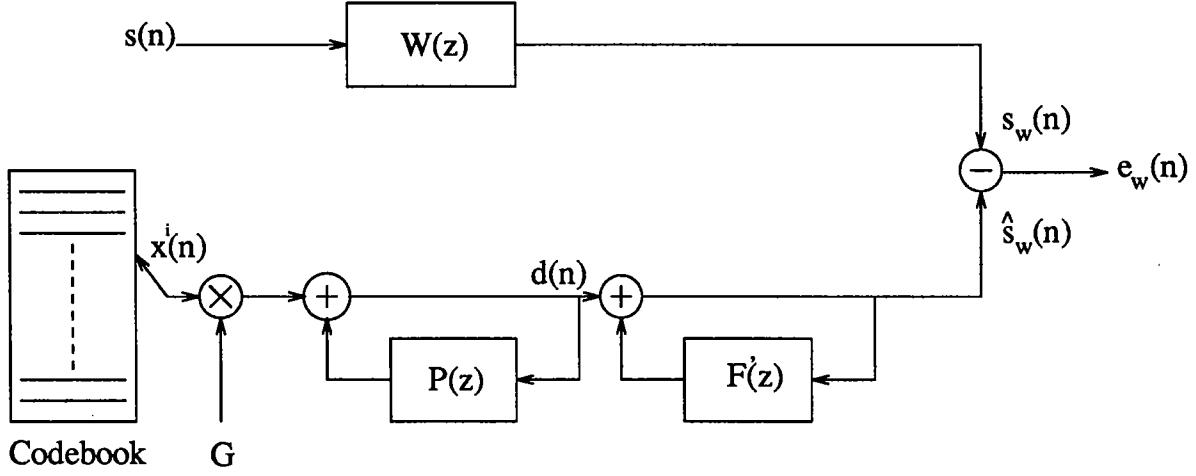 s(n)
W(z)
s_w(n)
e_w(n)
ŝ_w(n)
x^i(n)
d(n)
P(z)
F'(z)
Codebook
G
×
+
+
−